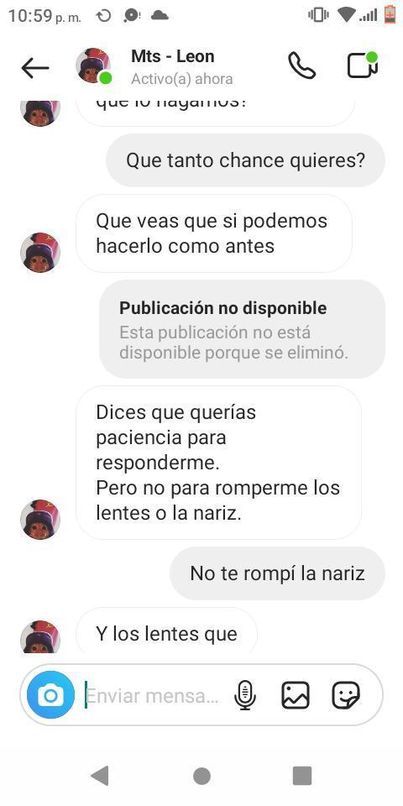 10:59 p. m.
Mts - Leon
Activo(a) ahora
que lo hagamos?
Que tanto chance quieres?
Que veas que si podemos
hacerlo como antes
Publicación no disponible
Esta publicación no está
disponible porque se eliminó.
Dices que querías
paciencia para
responderme.
Pero no para romperme los
lentes o la nariz.
No te rompí la nariz
Y los lentes que
Enviar mensa...